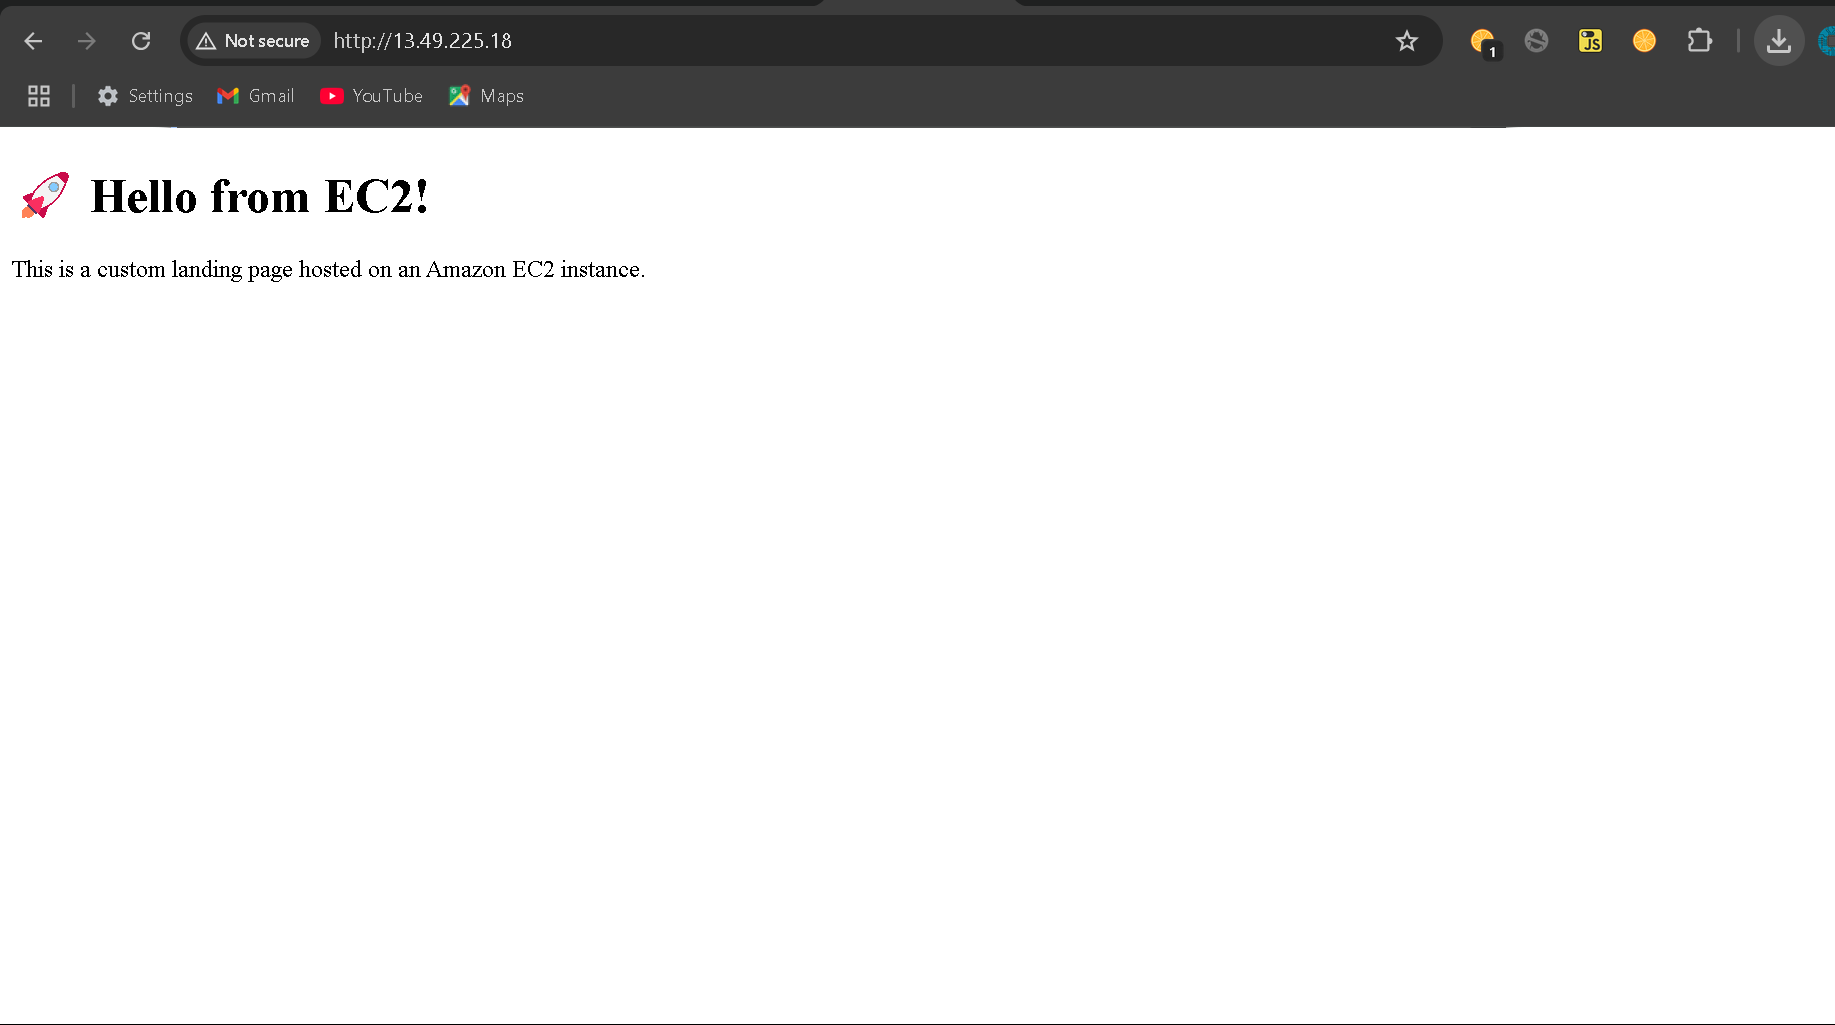 Not secure http://13.49.225.18
1
JS
Settings Gmail YouTube Maps
🚀 Hello from EC2!
This is a custom landing page hosted on an Amazon EC2 instance.